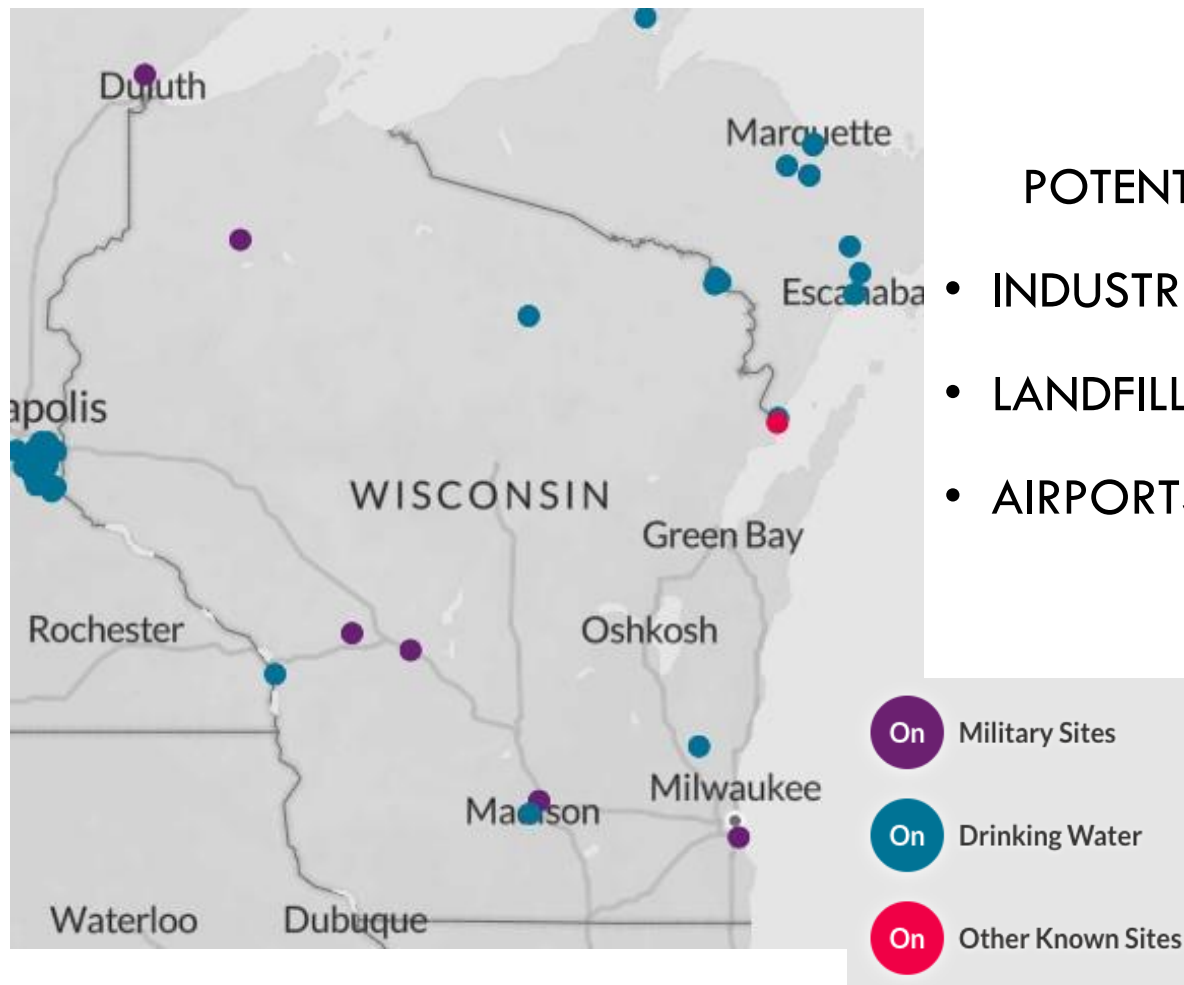 Duluth
Marquette
Escanaba
apolis
WISCONSIN
Green Bay
Rochester
Oshkosh
Milwaukee
Madison
Waterloo
Dubuque
POTENT
• INDUSTR
• LANDFILL
• AIRPORTS
On Military Sites
On Drinking Water
On Other Known Sites